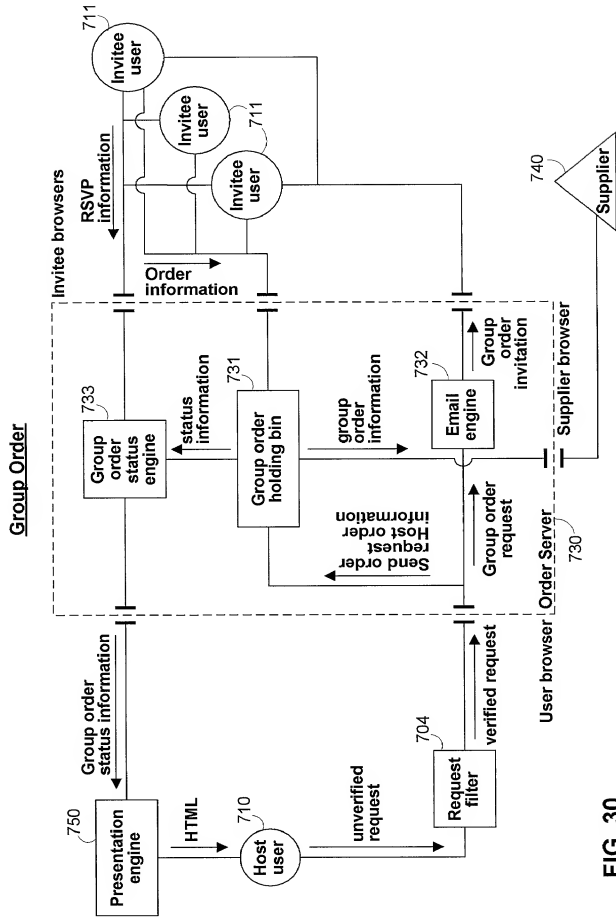 Group Order
Presentation
engine
750
Group order
status information
HTML
710
Host
user
unverified
request
704
Request
filter
verified request
User browser
Order Server
730
733
Group
order
status
engine
status
information
731
Group order
holding bin
group
order
information
Send order
request
Host order
information
Group order
request
732
Email
engine
Group
order
invitation
Supplier browser
Invitee browsers
RSVP
information
Order
information
711
Invitee
user
Invitee
user
711
Invitee
user
711
740
Supplier
FIG. 30